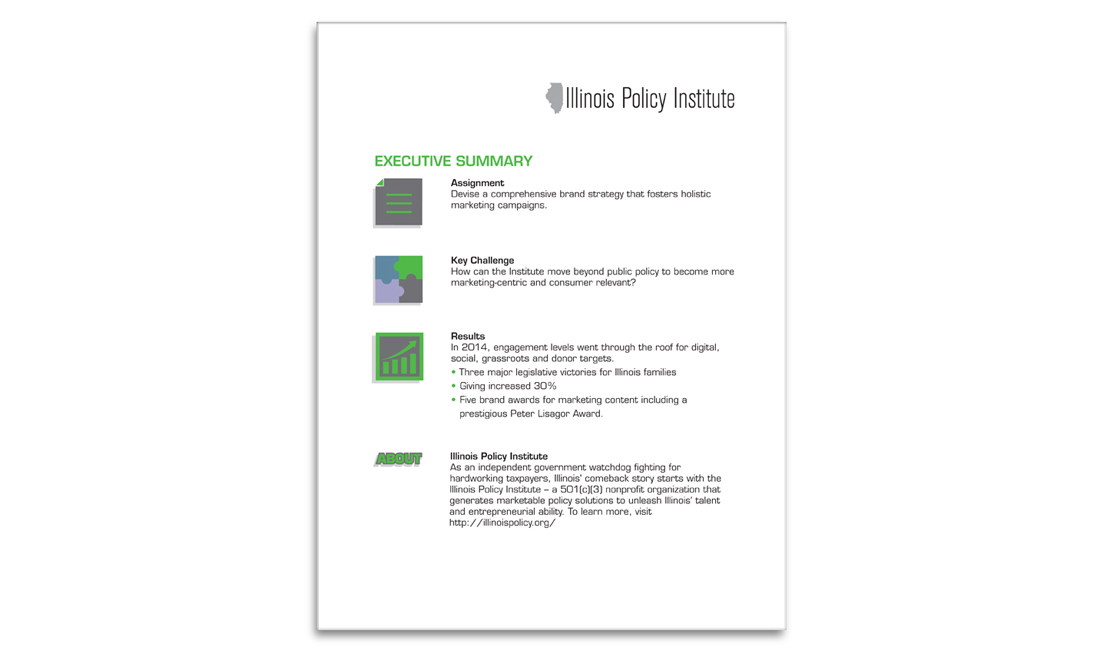 Illinois Policy Institute
EXECUTIVE SUMMARY
Assignment
Devise a comprehensive brand strategy that fosters holistic
marketing campaigns.
Key Challenge
How can the Institute move beyond public policy to become more
marketing-centric and consumer relevant?
Results
In 2014, engagement levels went through the roof for digital,
social, grassroots and donor targets.
• Three major legislative victories for Illinois families
• Giving increased 30%
• Five brand awards for marketing content including a
prestigious Peter Lisagor Award.
ABOUT
Illinois Policy Institute
As an independent government watchdog fighting for
hardworking taxpayers, Illinois' comeback story starts with the
Illinois Policy Institute – a 501(c)(3) nonprofit organization that
generates marketable policy solutions to unleash Illinois' talent
and entrepreneurial ability. To learn more, visit
http://illinoispolicy.org/